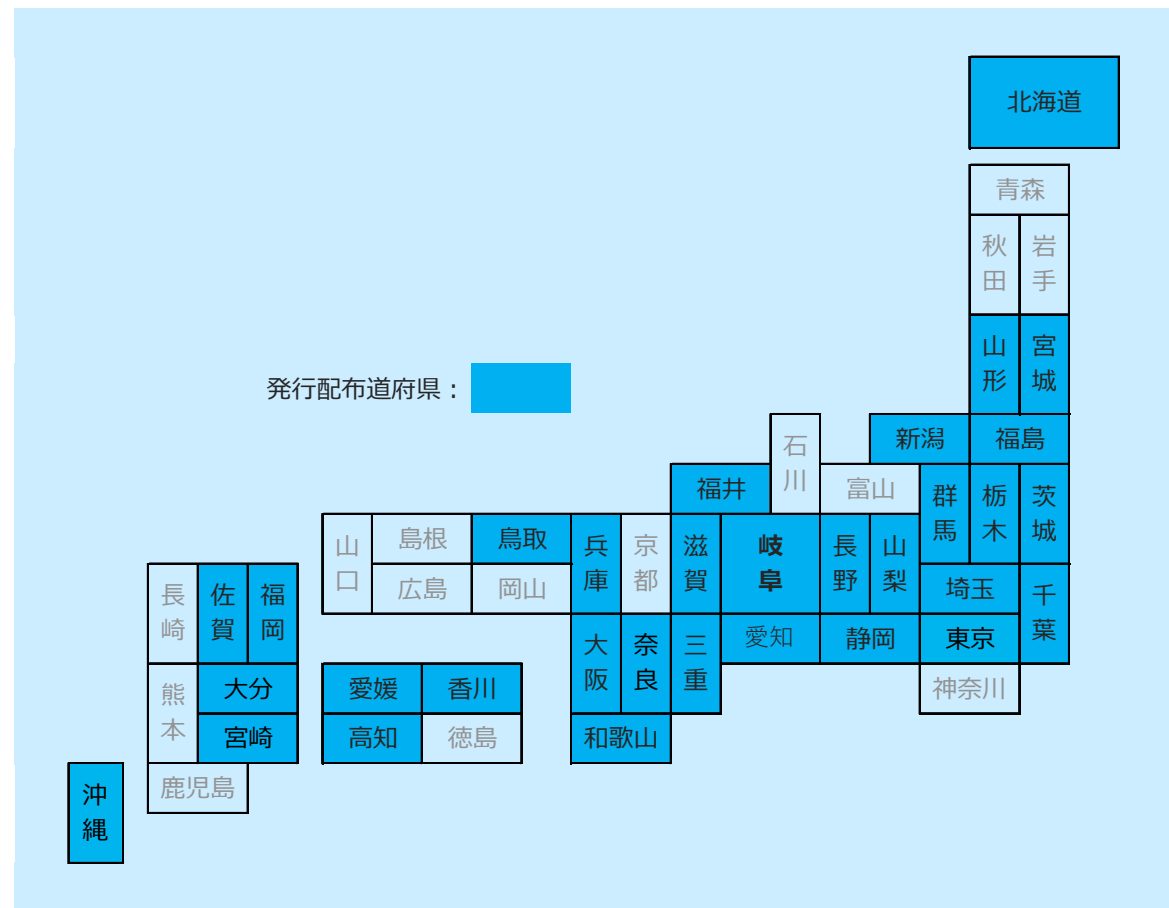 北海道
青森
秋田
岩手
山形
宮城
発行配布道府県：
石川
新潟
福島
福井
富山
群馬
栃木
茨城
山口
島根
鳥取
兵庫
京都
滋賀
岐阜
長野
山梨
広島
岡山
長崎
佐賀
福岡
埼玉
千葉
大阪
奈良
三重
愛知
静岡
東京
熊本
大分
愛媛
香川
神奈川
宮崎
高知
徳島
和歌山
鹿児島
沖縄